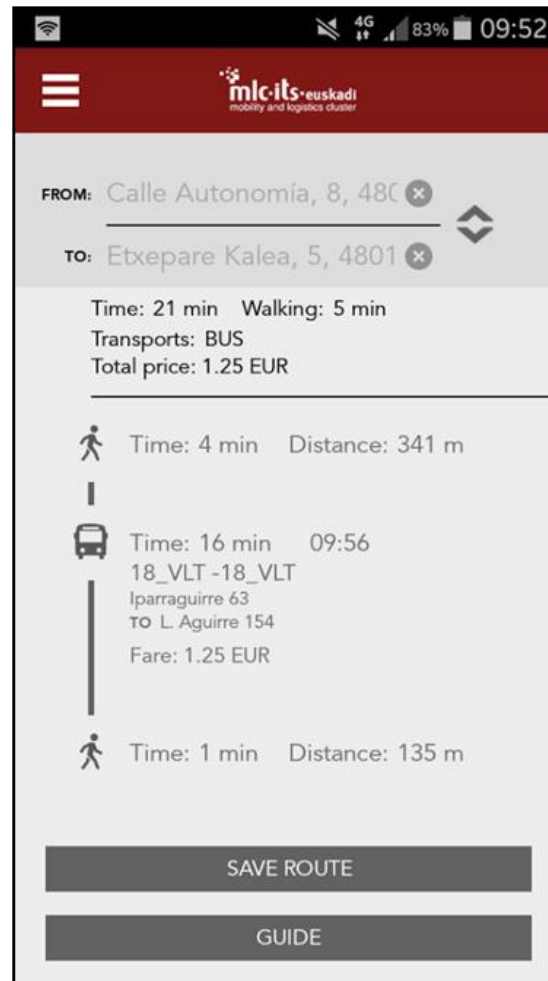 4G 83% 09:52
mlc-its-euskadi
mobility and logistics cluster
FROM: Calle Autonomía, 8, 480
TO: Etxepare Kalea, 5, 4801
Time: 21 min Walking: 5 min
Transports: BUS
Total price: 1.25 EUR
Time: 4 min Distance: 341 m
Time: 16 min 09:56
18_VLT -18_VLT
Iparraguirre 63
TO L. Aguirre 154
Fare: 1.25 EUR
Time: 1 min Distance: 135 m
SAVE ROUTE
GUIDE